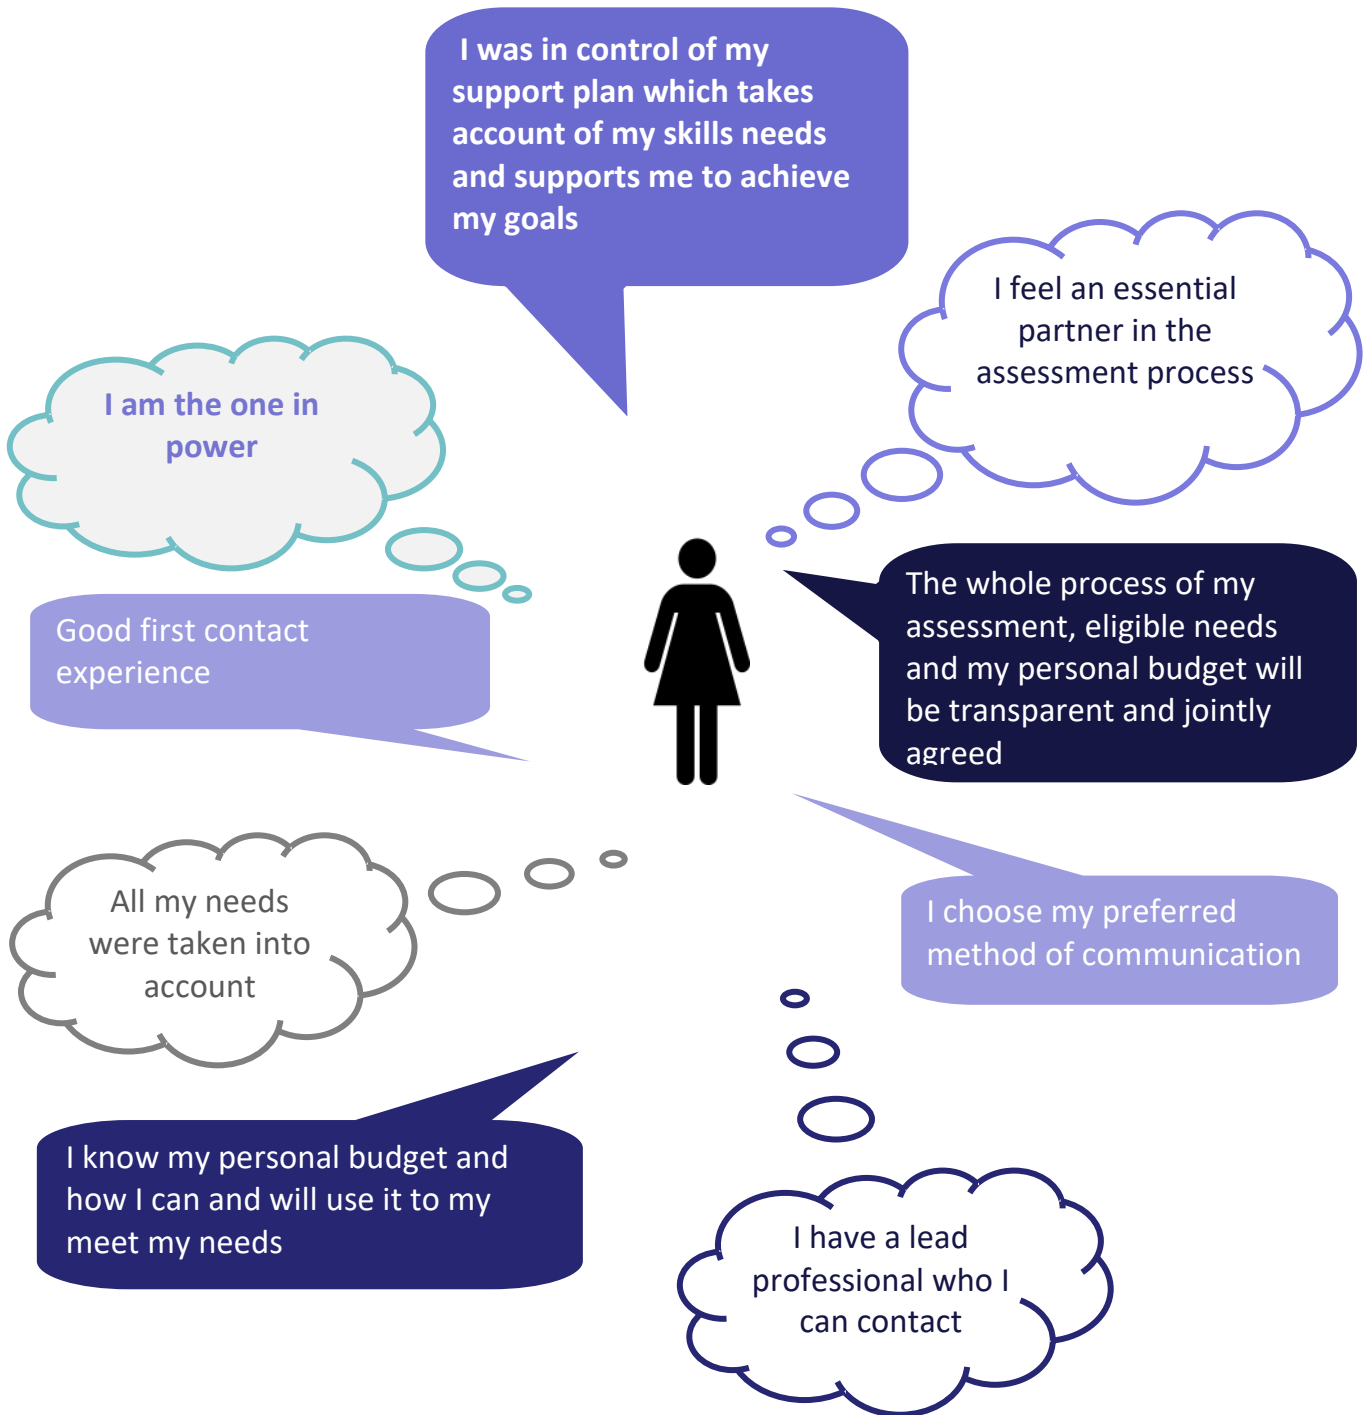 I was in control of my
support plan which takes
account of my skills needs
and supports me to achieve
my goals
I feel an essential
partner in the
assessment process
I am the one in
power
Good first contact
experience
The whole process of my
assessment, eligible needs
and my personal budget will
be transparent and jointly
agreed
All my needs
were taken into
account
I choose my preferred
method of communication
I know my personal budget and
how I can and will use it to my
meet my needs
I have a lead
professional who I
can contact